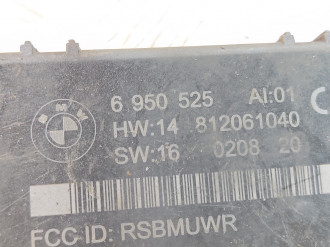 BMW
6 950 525 AI:01
HW:14 812061040
SW:16 0208 20
FCC ID: RSBMUWR